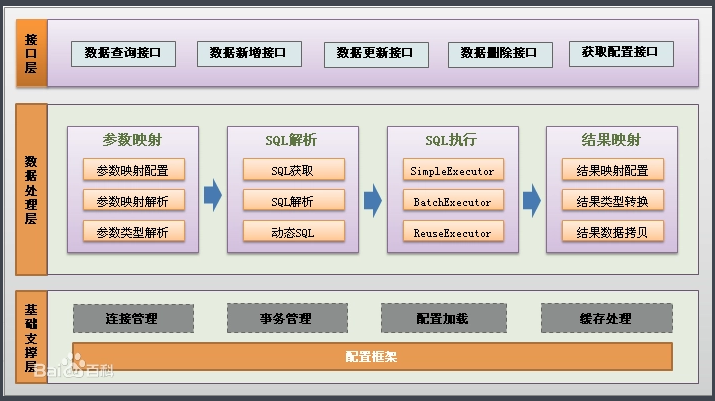 接口层
数据查询接口
数据新增接口
数据更新接口
数据删除接口
获取配置接口
数据处理层
参数映射
参数映射配置
参数映射解析
参数类型解析
SQL解析
SQL获取
SQL解析
动态SQL
SQL执行
SimpleExecutor
BatchExecutor
ReuseExecutor
结果映射
结果映射配置
结果类型转换
结果数据拷贝
基础支撑层
连接管理
事务管理
配置加载
缓存处理
配置框架
Bai百科